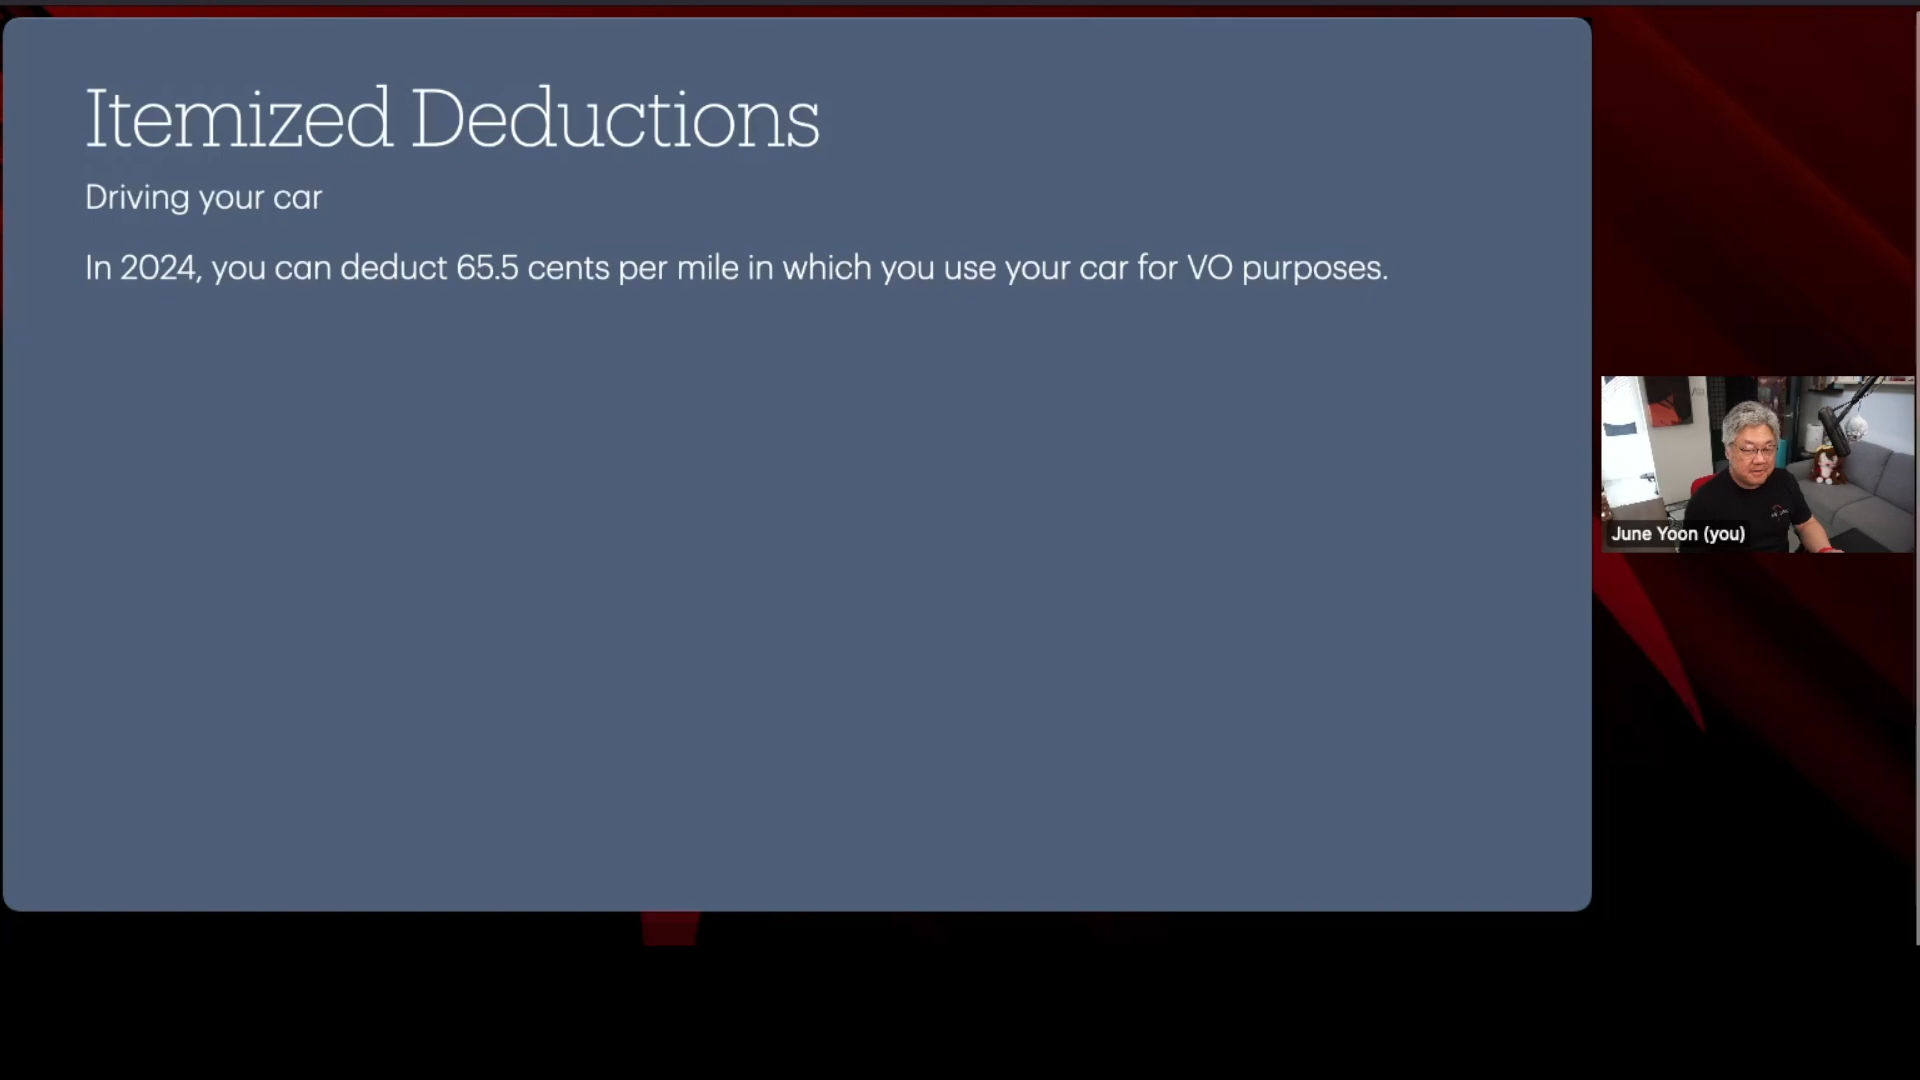 Itemized Deductions
Driving your car
In 2024, you can deduct 65.5 cents per mile in which you use your car for VO purposes.
June Yoon (you)